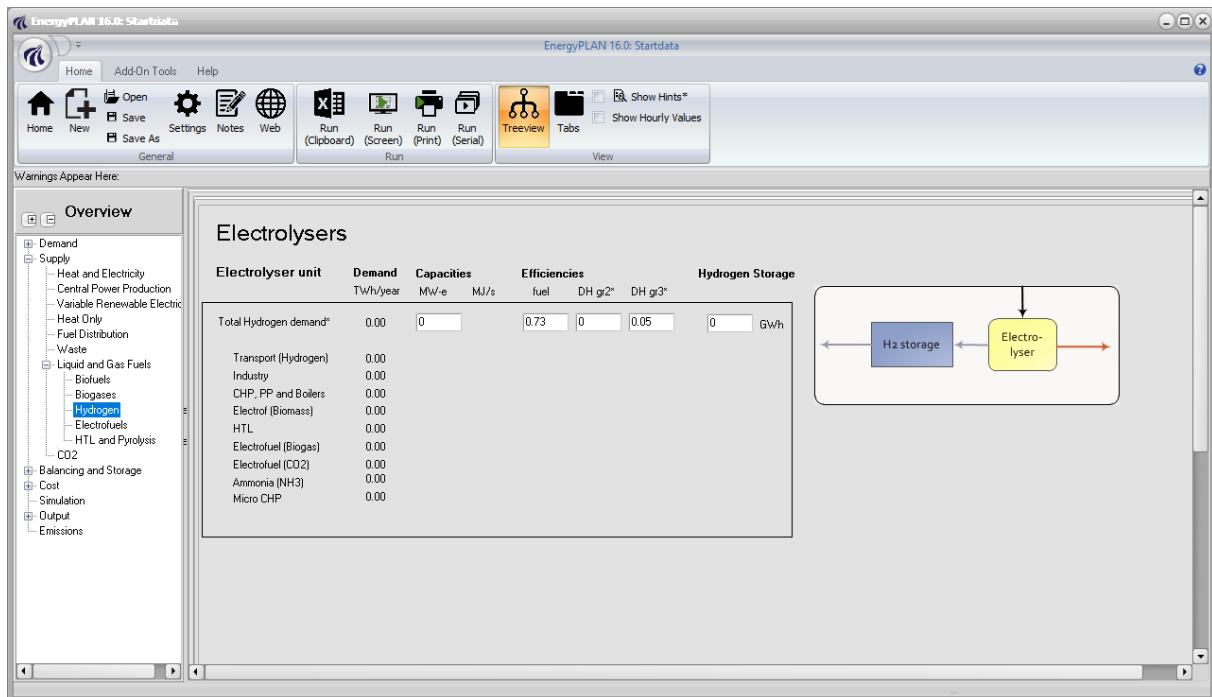 EnergyPLAN 16.0: Startdata
EnergyPLAN 16.0: Startdata
Home Add-On Tools Help
Home
New
Open
Save
Save As
Settings
Notes
Web
General
Run (Clipboard)
Run (Screen)
Run (Print)
Run (Serial)
Run
Treeview
Tabs
Show Hints*
Show Hourly Values
View
Warnings Appear Here:
Overview
Demand
Supply
Heat and Electricity
Central Power Production
Variable Renewable Electric
Heat Only
Fuel Distribution
Waste
Liquid and Gas Fuels
Biofuels
Biogases
Hydrogen
Electrofuels
HTL and Pyrolysis
CO2
Balancing and Storage
Cost
Simulation
Output
Emissions
Electrolysers
Electrolyser unit Demand Capacities Efficiencies Hydrogen Storage
TWh/year MW-e MJ/s fuel DH gr2* DH gr3*
Total Hydrogen demand* 0.00 0 0.73 0 0.05 0 GWh
Transport (Hydrogen) 0.00
Industry 0.00
CHP, PP and Boilers 0.00
Electrof (Biomass) 0.00
HTL 0.00
Electrofuel (Biogas) 0.00
Electrofuel (CO2) 0.00
Ammonia (NH3) 0.00
Micro CHP 0.00
H2 storage
Electro-
lyser